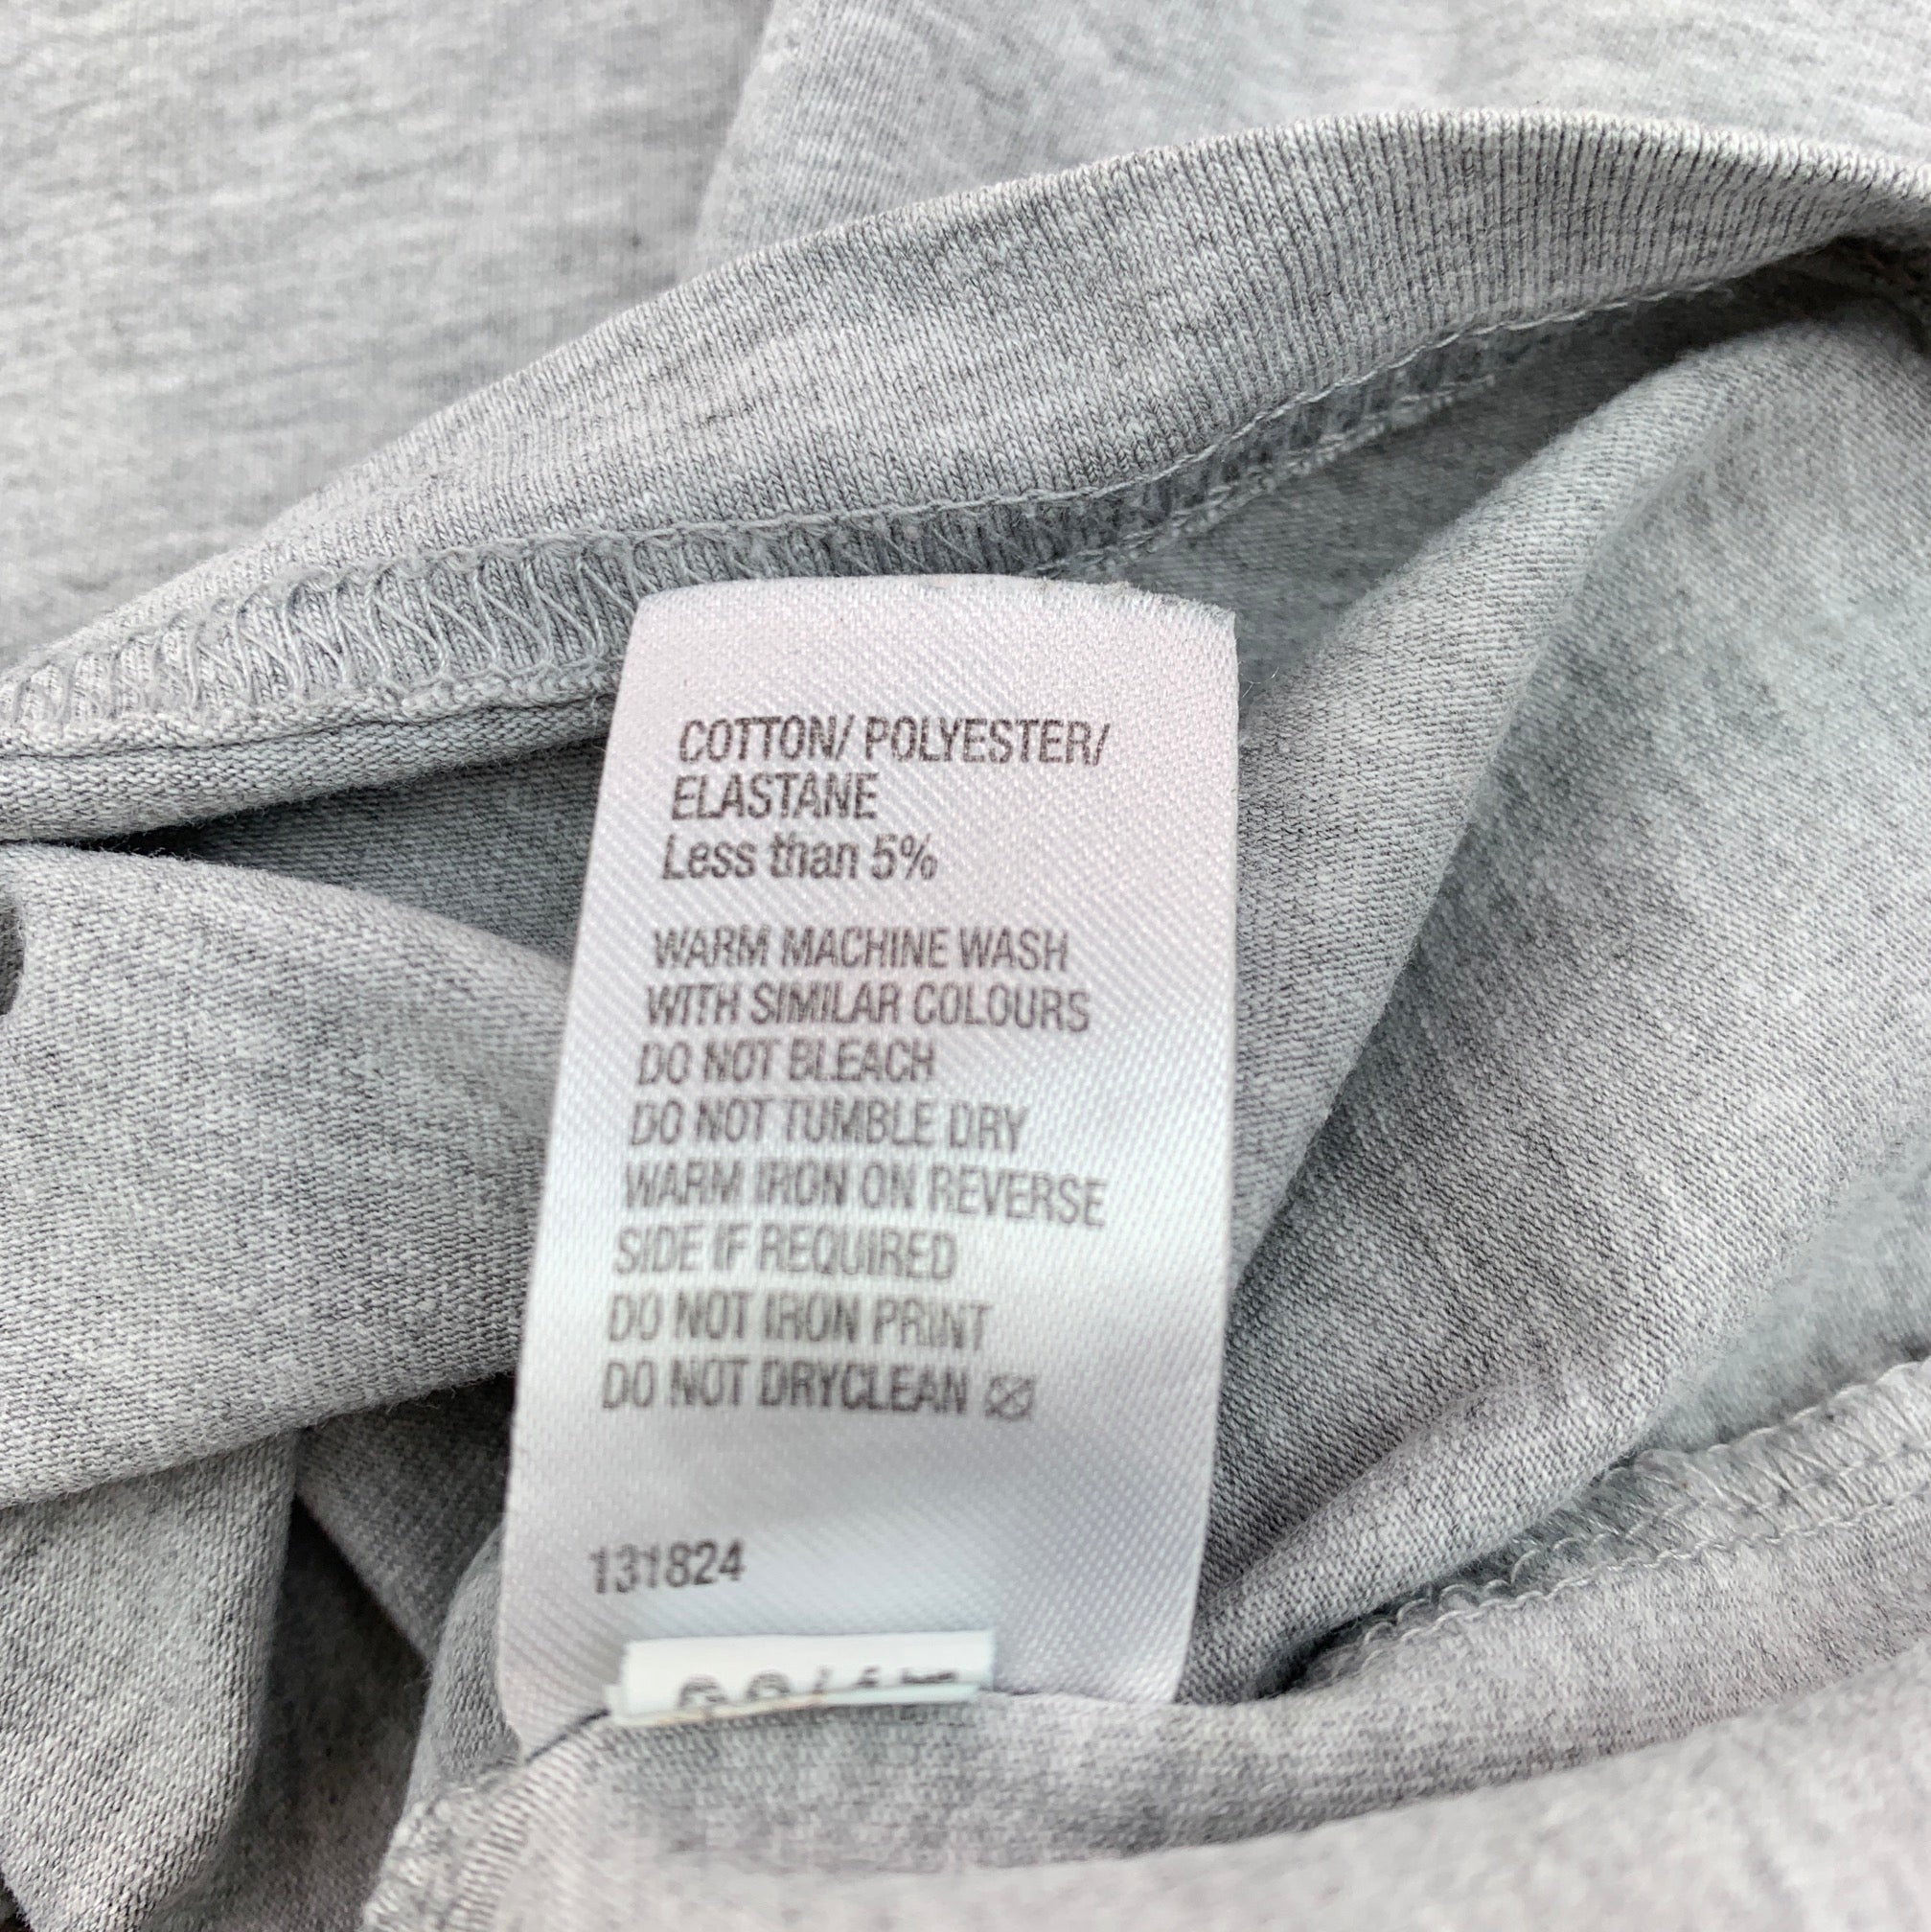 COTTON/ POLYESTER/
ELASTANE
Less than 5%
WARM MACHINE WASH
WITH SIMILAR COLOURS
DO NOT BLEACH
DO NOT TUMBLE DRY
WARM IRON ON REVERSE
SIDE IF REQUIRED
DO NOT IRON PRINT
DO NOT DRYCLEAN
131824